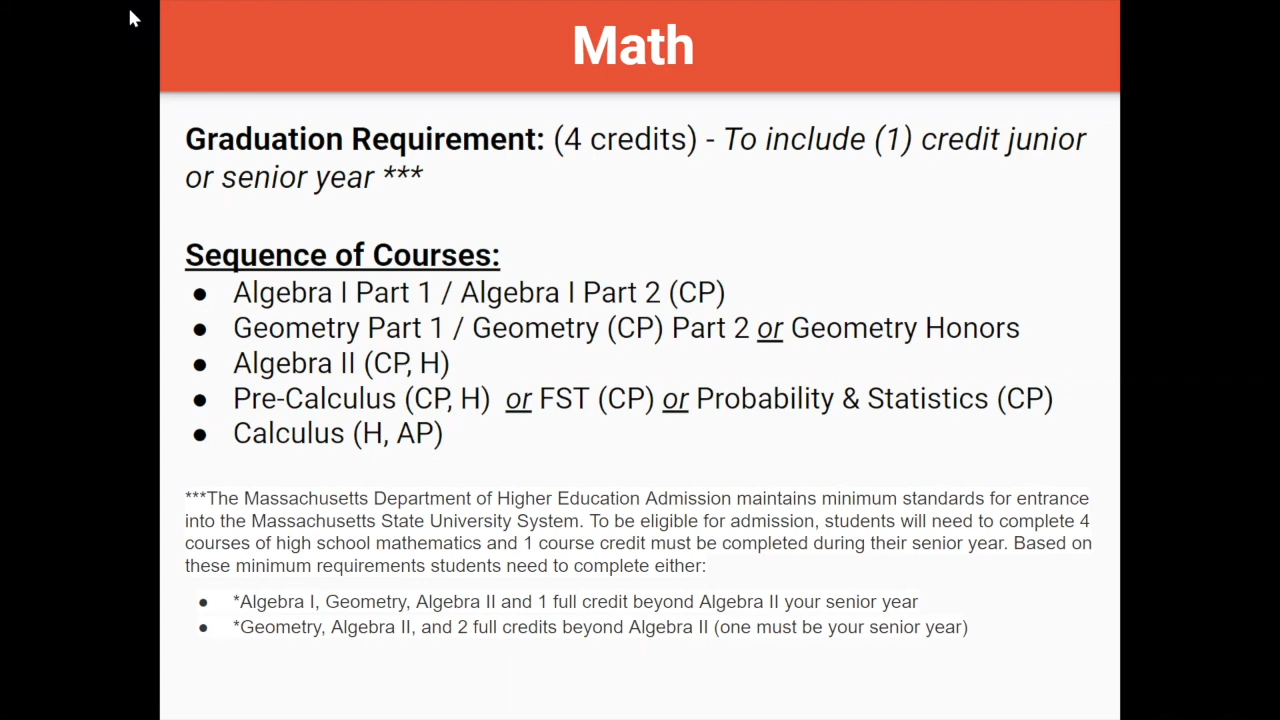 Math
Graduation Requirement: (4 credits) - To include (1) credit junior
or senior year ***
Sequence of Courses:
● Algebra I Part 1 / Algebra I Part 2 (CP)
● Geometry Part 1 / Geometry (CP) Part 2 or Geometry Honors
● Algebra II (CP, H)
● Pre-Calculus (CP, H) or FST (CP) or Probability & Statistics (CP)
● Calculus (H, AP)
***The Massachusetts Department of Higher Education Admission maintains minimum standards for entrance
into the Massachusetts State University System. To be eligible for admission, students will need to complete 4
courses of high school mathematics and 1 course credit must be completed during their senior year. Based on
these minimum requirements students need to complete either:
● *Algebra I, Geometry, Algebra II and 1 full credit beyond Algebra II your senior year
● *Geometry, Algebra II, and 2 full credits beyond Algebra II (one must be your senior year)